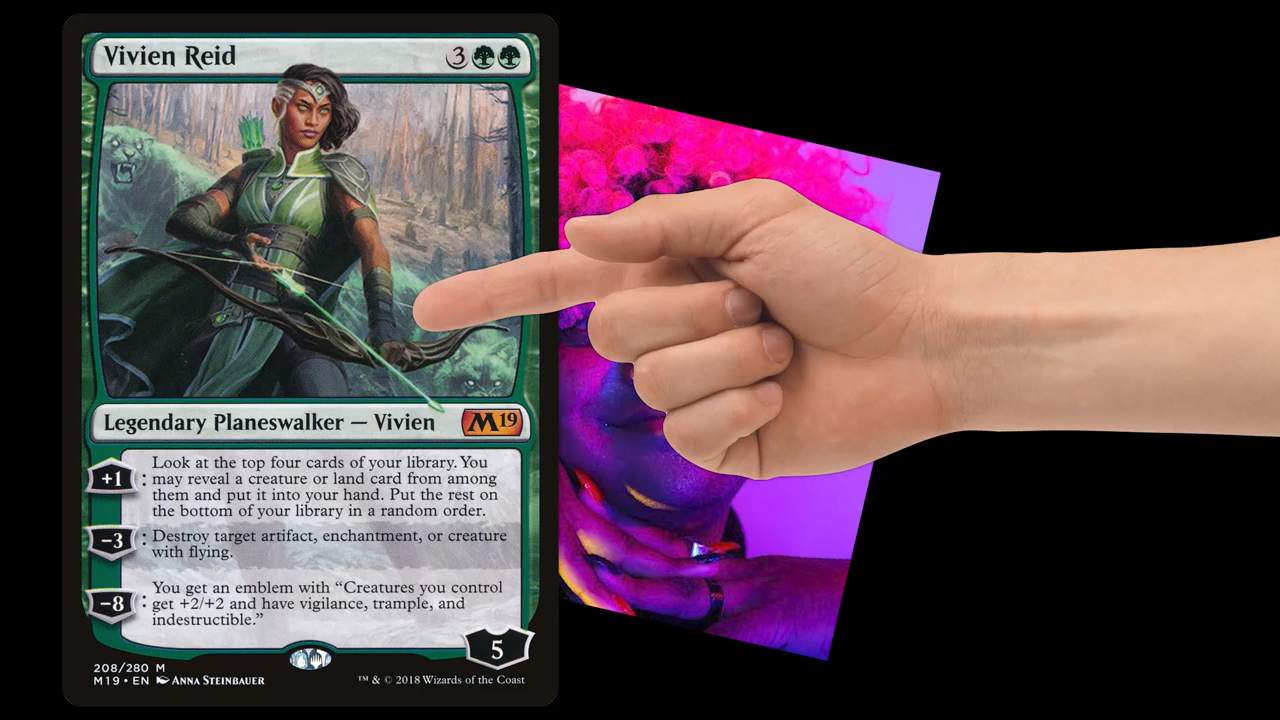 Vivien Reid 3
Legendary Planeswalker — Vivien M19
+1: Look at the top four cards of your library. You
may reveal a creature or land card from among
them and put it into your hand. Put the rest on
the bottom of your library in a random order.
−3: Destroy target artifact, enchantment, or creature
with flying.
You get an emblem with “Creatures you control
−8: get +2/+2 and have vigilance, trample, and
indestructible.”
5
208/280 M
M19 • EN Anna Steinbauer ™ & © 2018 Wizards of the Coast